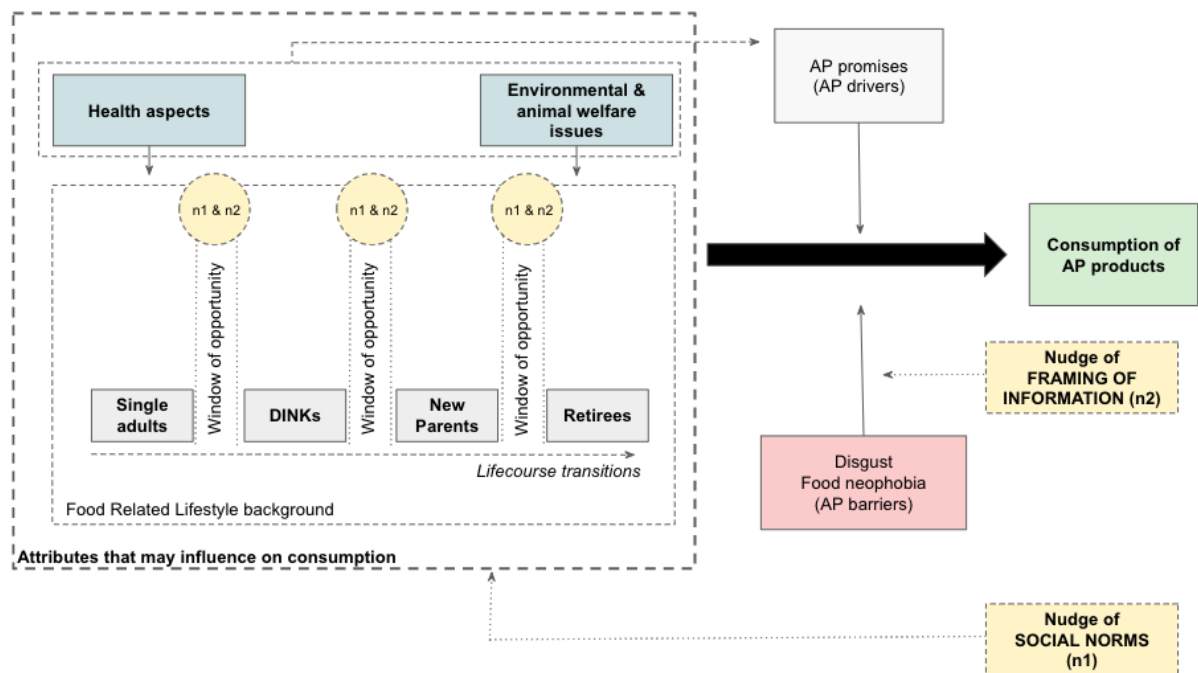 Health aspects
Environmental &
animal welfare
issues
AP promises
(AP drivers)
n1 & n2
n1 & n2
n1 & n2
Window of opportunity
Window of opportunity
Window of opportunity
Consumption of
AP products
Single
adults
DINKs
New
Parents
Retirees
Lifecourse transitions
Food Related Lifestyle background
Attributes that may influence on consumption
Nudge of
FRAMING OF
INFORMATION (n2)
Disgust
Food neophobia
(AP barriers)
Nudge of
SOCIAL NORMS
(n1)